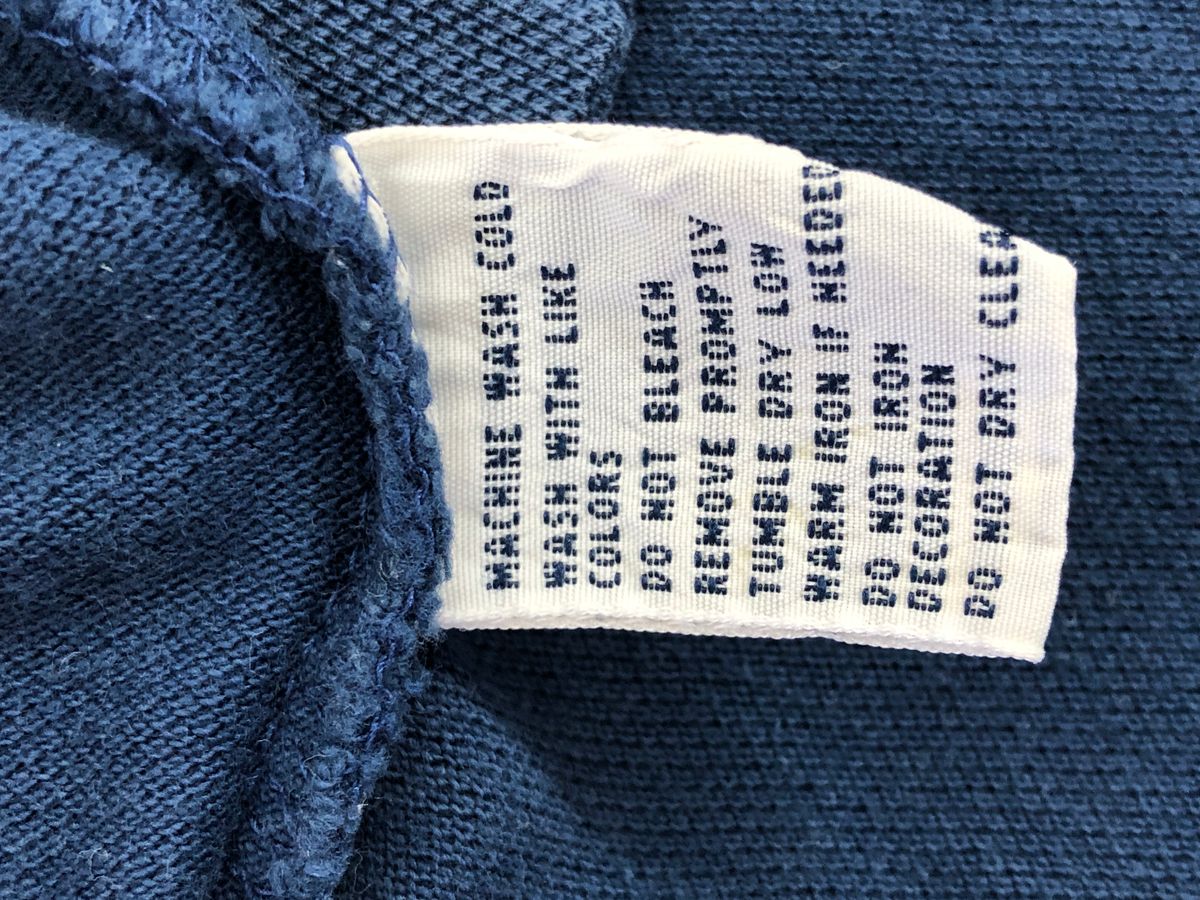 MACHINE WASH COLD
WASH WITH LIKE
COLORS
DO NOT BLEACH
REMOVE PROMPTLY
TUMBLE DRY LOW
WARM IRON IF NEEDED
DO NOT IRON
DECORATION
DO NOT DRY CLEA